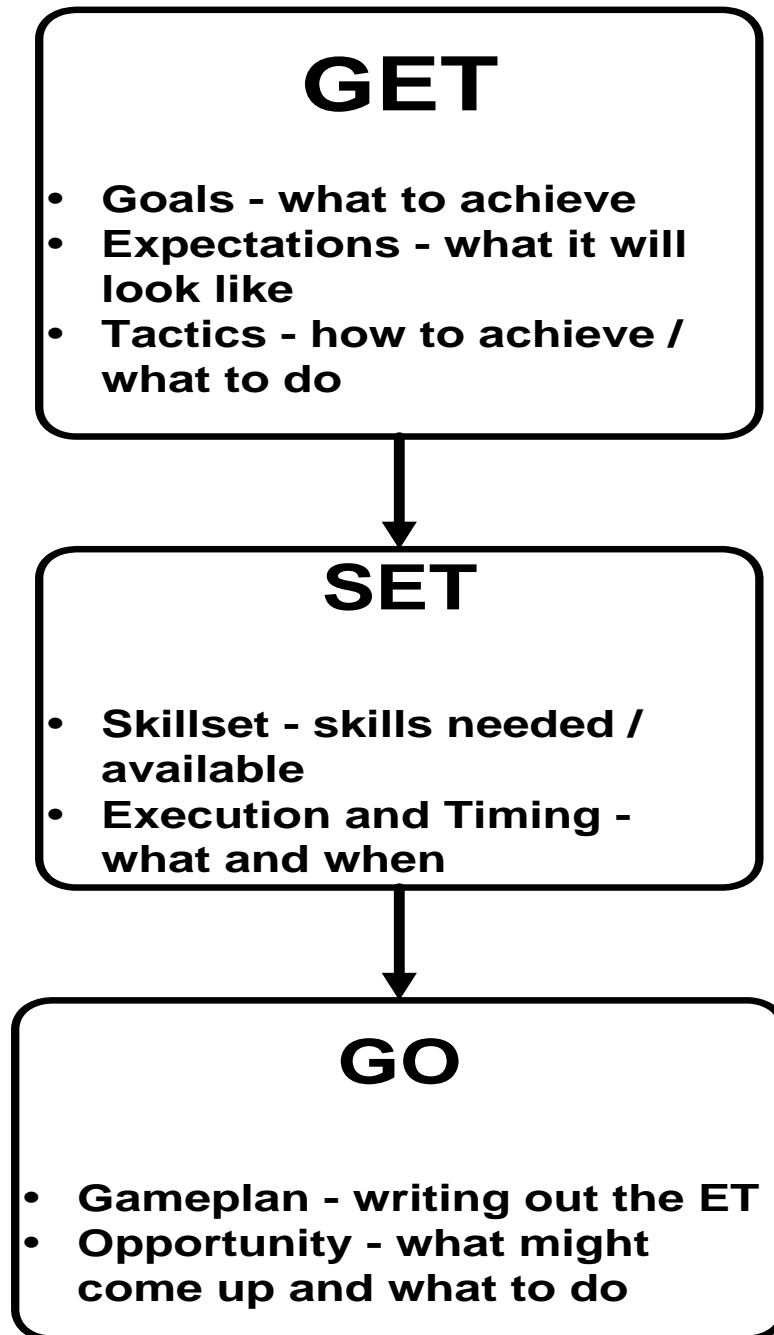 GET
• Goals - what to achieve
• Expectations - what it will
look like
• Tactics - how to achieve /
what to do
SET
• Skillset - skills needed /
available
• Execution and Timing -
what and when
GO
• Gameplan - writing out the ET
• Opportunity - what might
come up and what to do